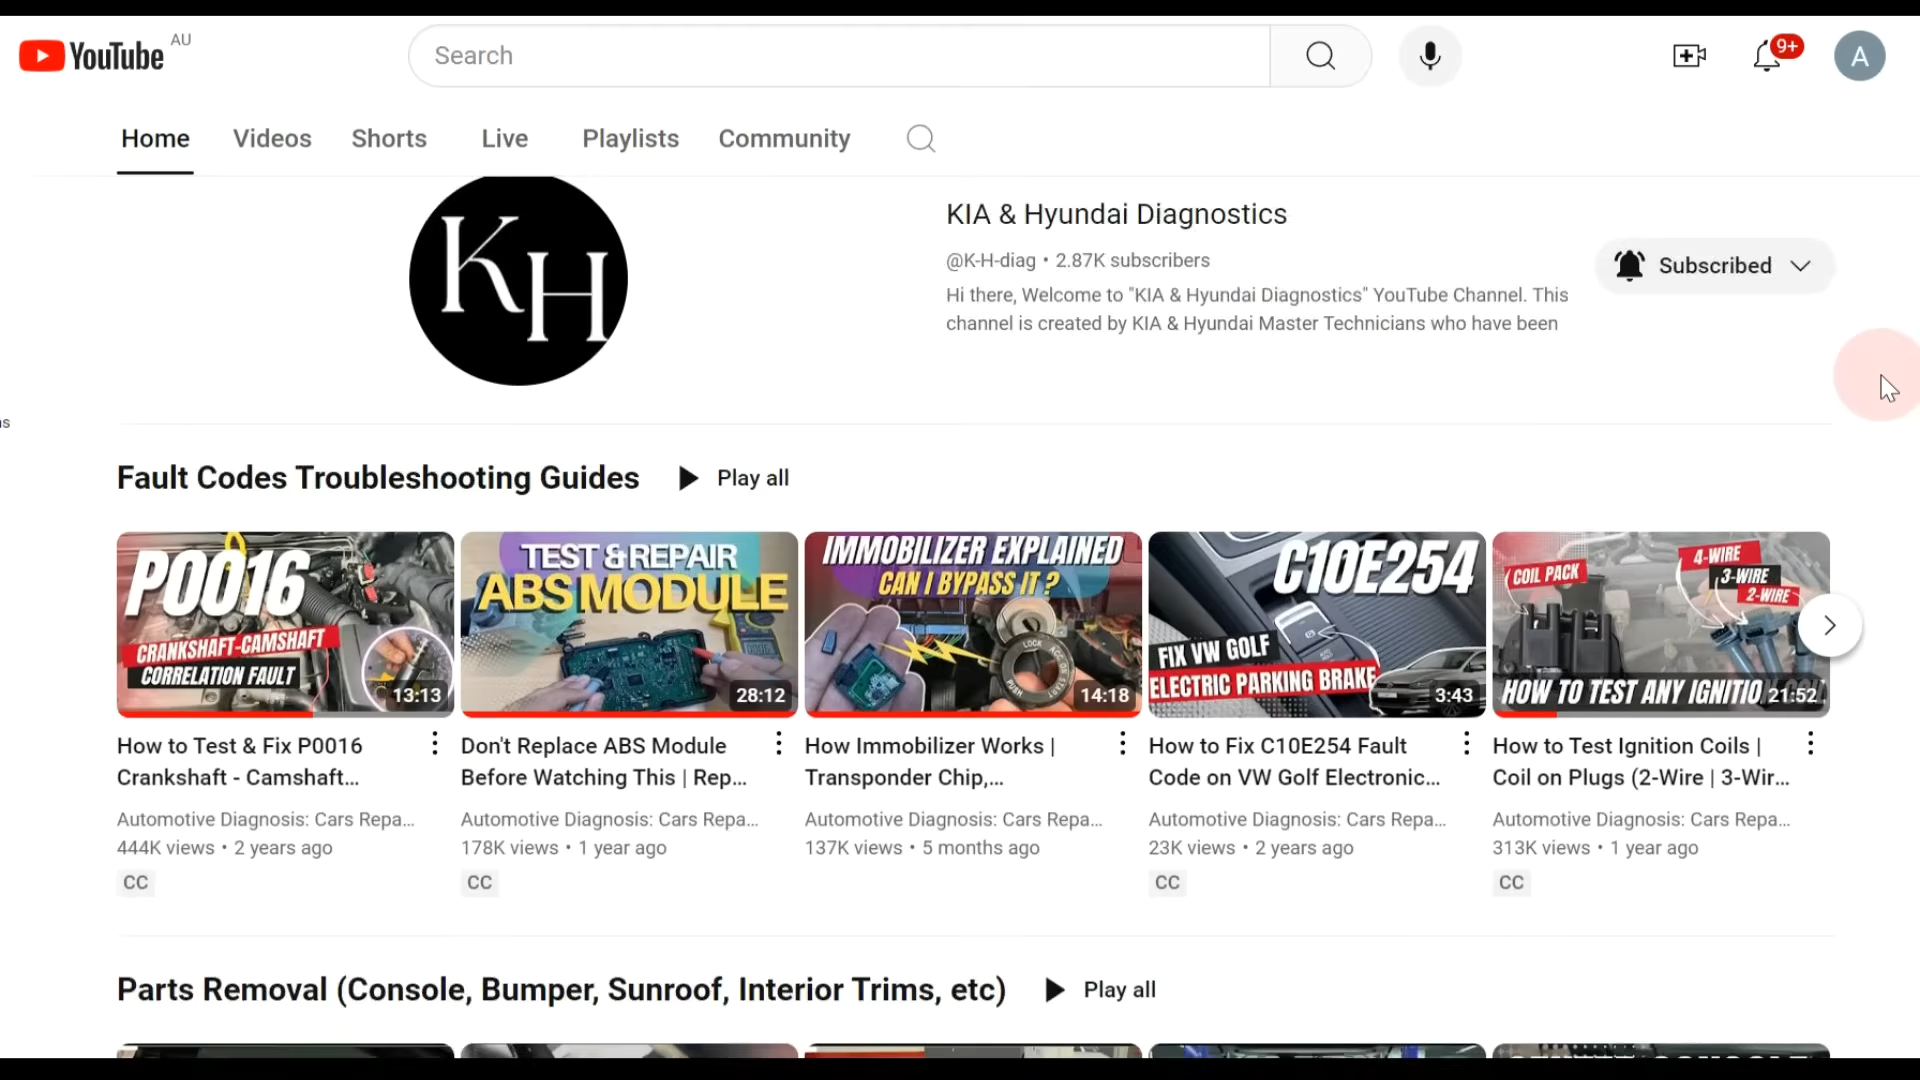 YouTube AU
Search
9+
A
Home Videos Shorts Live Playlists Community
KH
KIA & Hyundai Diagnostics
@K-H-diag • 2.87K subscribers
Subscribed
Hi there, Welcome to "KIA & Hyundai Diagnostics" YouTube Channel. This
channel is created by KIA & Hyundai Master Technicians who have been
Fault Codes Troubleshooting Guides Play all
P0016
CRANKSHAFT-CAMSHAFT
CORRELATION FAULT
13:13
TEST & REPAIR
ABS MODULE
28:12
IMMOBILIZER EXPLAINED
CAN I BYPASS IT ?
LOCK
14:18
C10E254
FIX VW GOLF
ELECTRIC PARKING BRAKE
3:43
COIL PACK
4-WIRE
3-WIRE
2-WIRE
HOW TO TEST ANY IGNITIO
21:52
How to Test & Fix P0016
Crankshaft - Camshaft...
Automotive Diagnosis: Cars Repa...
444K views • 2 years ago
CC
Don't Replace ABS Module
Before Watching This | Rep...
Automotive Diagnosis: Cars Repa...
178K views • 1 year ago
CC
How Immobilizer Works |
Transponder Chip,...
Automotive Diagnosis: Cars Repa...
137K views • 5 months ago
How to Fix C10E254 Fault
Code on VW Golf Electronic...
Automotive Diagnosis: Cars Repa...
23K views • 2 years ago
CC
How to Test Ignition Coils |
Coil on Plugs (2-Wire | 3-Wir...
Automotive Diagnosis: Cars Repa...
313K views • 1 year ago
CC
Parts Removal (Console, Bumper, Sunroof, Interior Trims, etc) Play all